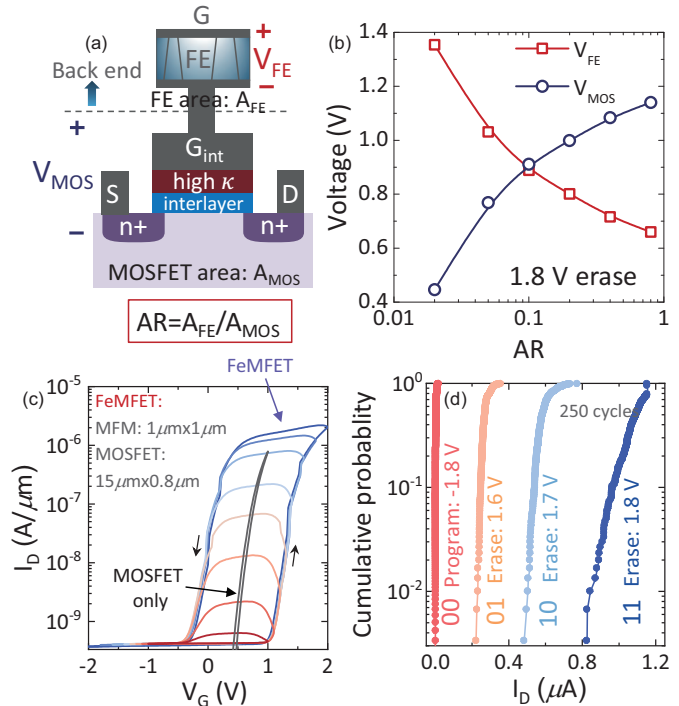 (a)
G
+
FE
V_FE
−
Back end
FE area: A_FE
+
G_int
V_MOS
high κ
S
D
interlayer
−
n+
n+
MOSFET area: A_MOS
AR=A_FE/A_MOS
(b)
V_FE
V_MOS
1.4
1.2
1.0
0.8
0.6
0.4
Voltage (V)
1.8 V erase
0.01
0.1
1
AR
(c)
FeMFET
FeMFET:
MFM: 1μmx1μm
MOSFET:
15μmx0.8μm
MOSFET
only
10^-5
10^-6
10^-7
10^-8
10^-9
I_D (A/μm)
-2
-1
0
1
2
V_G (V)
(d)
250 cycle
10^0
10^-1
10^-2
Cumulative probablity
00 Program: -1.8 V
01 Erase: 1.6 V
10 Erase: 1.7 V
11 Erase: 1.8 V
0.0
0.4
0.8
1.2
I_D (μA)